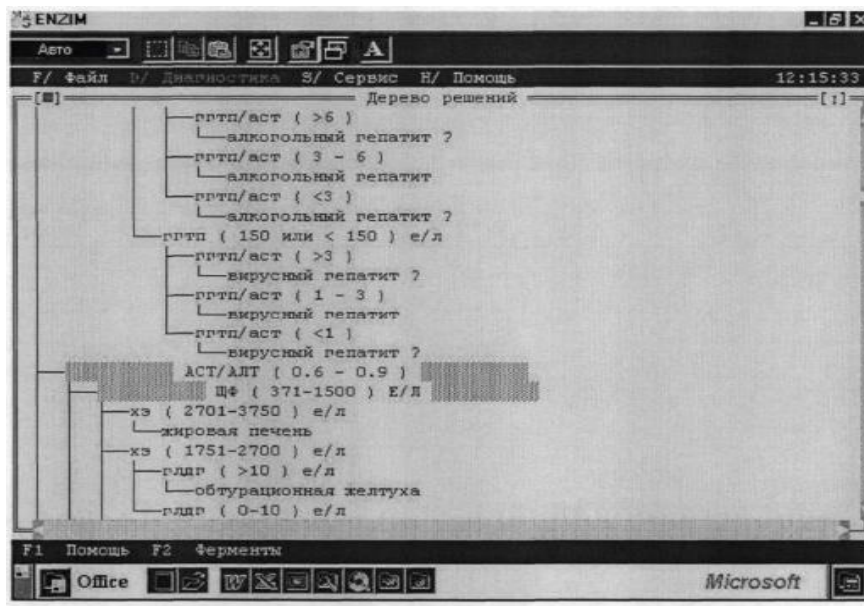 ENZIM
Авто
A
F/ Файл D/ Диагностика S/ Сервис H/ Помощь 12:15:33
[■] Дерево решений [↕]
ггтп/аст ( >6 )
алкогольный гепатит ?
ггтп/аст ( 3 - 6 )
алкогольный гепатит
ггтп/аст ( <3 )
алкогольный гепатит ?
ггтп ( 150 или < 150 ) е/л
ггтп/аст ( >3 )
вирусный гепатит ?
ггтп/аст ( 1 - 3 )
вирусный гепатит
ггтп/аст ( <1 )
вирусный гепатит ?
АСТ/АЛТ ( 0.6 - 0.9 )
ЩФ ( 371-1500 ) Е/Л
хэ ( 2701-3750 ) е/л
жировая печень
хэ ( 1751-2700 ) е/л
глдг ( >10 ) е/л
обтурационная желтуха
глдг ( 0-10 ) е/л
F1 Помощь F2 Ферменты
Office Microsoft